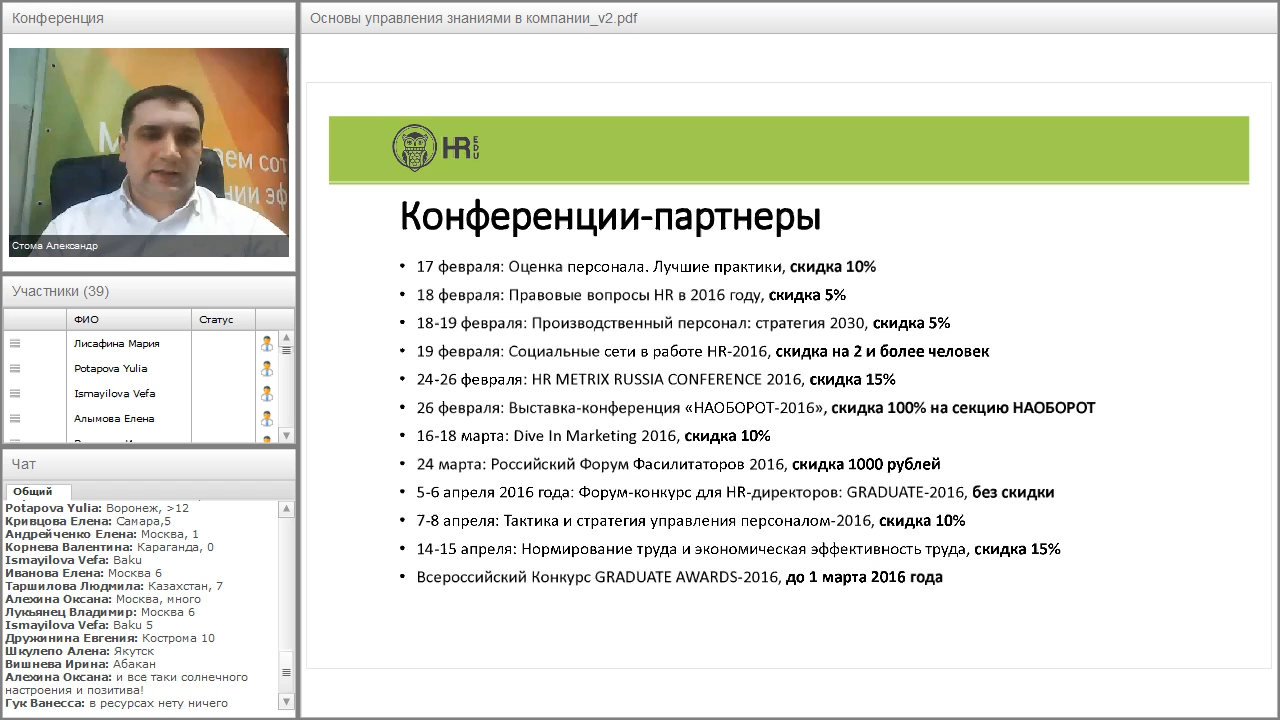 Конференция
М
аем сот
нии эф
Стома Александр
Участники (39)
ФИО Статус
Лисафина Мария
Potapova Yulia
Ismayilova Vefa
Алымова Елена
Чат
Общий
Potapova Yulia: Воронеж, >12
Кривцова Елена: Самара,5
Андрейченко Елена: Москва, 1
Корнева Валентина: Караганда, 0
Ismayilova Vefa: Baku
Иванова Елена: Москва 6
Таршилова Людмила: Казахстан, 7
Алехина Оксана: Москва, много
Лукьянец Владимир: Москва 6
Ismayilova Vefa: Baku 5
Дружинина Евгения: Кострома 10
Шкулепо Алена: Якутск
Вишнева Ирина: Абакан
Алехина Оксана: и все таки солнечного
настроения и позитива!
Гук Ванесса: в ресурсах нету ничего
Основы управления знаниями в компании_v2.pdf
HR EDU
Конференции-партнеры
• 17 февраля: Оценка персонала. Лучшие практики, скидка 10%
• 18 февраля: Правовые вопросы HR в 2016 году, скидка 5%
• 18-19 февраля: Производственный персонал: стратегия 2030, скидка 5%
• 19 февраля: Социальные сети в работе HR-2016, скидка на 2 и более человек
• 24-26 февраля: HR METRIX RUSSIA CONFERENCE 2016, скидка 15%
• 26 февраля: Выставка-конференция «НАОБОРОТ-2016», скидка 100% на секцию НАОБОРОТ
• 16-18 марта: Dive In Marketing 2016, скидка 10%
• 24 марта: Российский Форум Фасилитаторов 2016, скидка 1000 рублей
• 5-6 апреля 2016 года: Форум-конкурс для HR-директоров: GRADUATE-2016, без скидки
• 7-8 апреля: Тактика и стратегия управления персоналом-2016, скидка 10%
• 14-15 апреля: Нормирование труда и экономическая эффективность труда, скидка 15%
• Всероссийский Конкурс GRADUATE AWARDS-2016, до 1 марта 2016 года